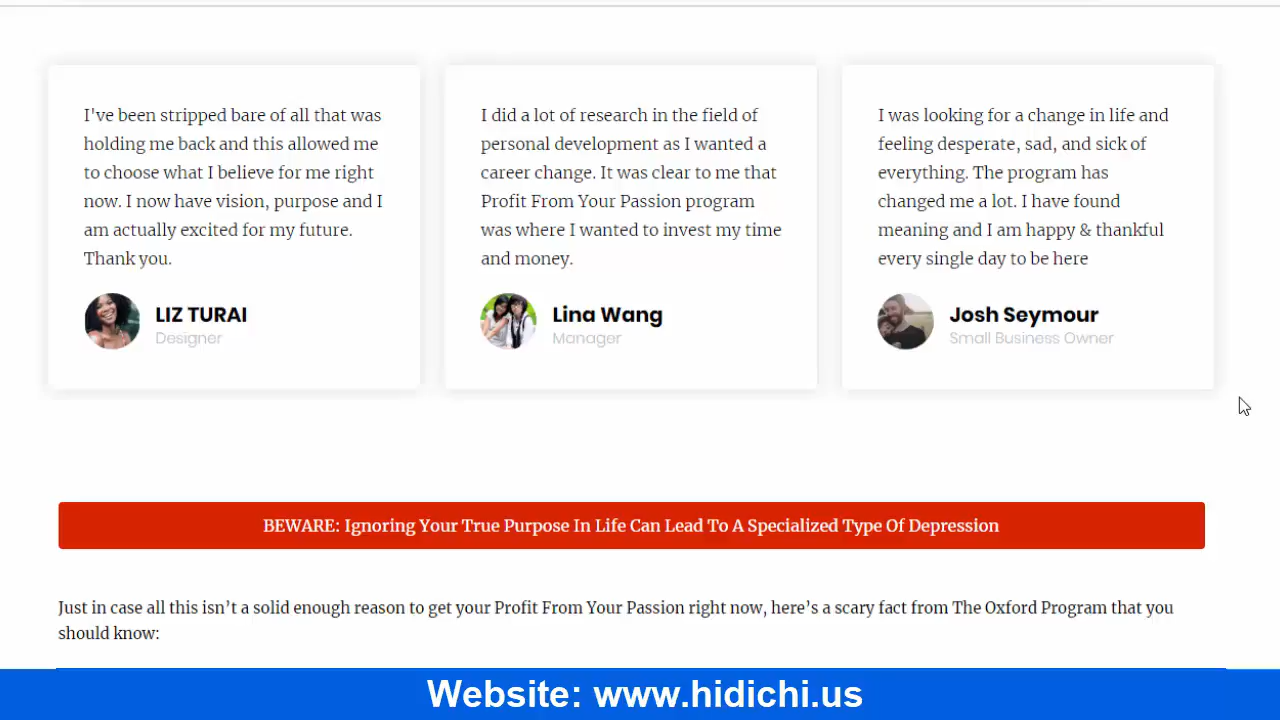 I've been stripped bare of all that was
holding me back and this allowed me
to choose what I believe for me right
now. I now have vision, purpose and I
am actually excited for my future.
Thank you.
LIZ TURAI
Designer
I did a lot of research in the field of
personal development as I wanted a
career change. It was clear to me that
Profit From Your Passion program
was where I wanted to invest my time
and money.
Lina Wang
Manager
I was looking for a change in life and
feeling desperate, sad, and sick of
everything. The program has
changed me a lot. I have found
meaning and I am happy & thankful
every single day to be here
Josh Seymour
Small Business Owner
BEWARE: Ignoring Your True Purpose In Life Can Lead To A Specialized Type Of Depression
Just in case all this isn't a solid enough reason to get your Profit From Your Passion right now, here's a scary fact from The Oxford Program that you
should know:
Website: www.hidichi.us